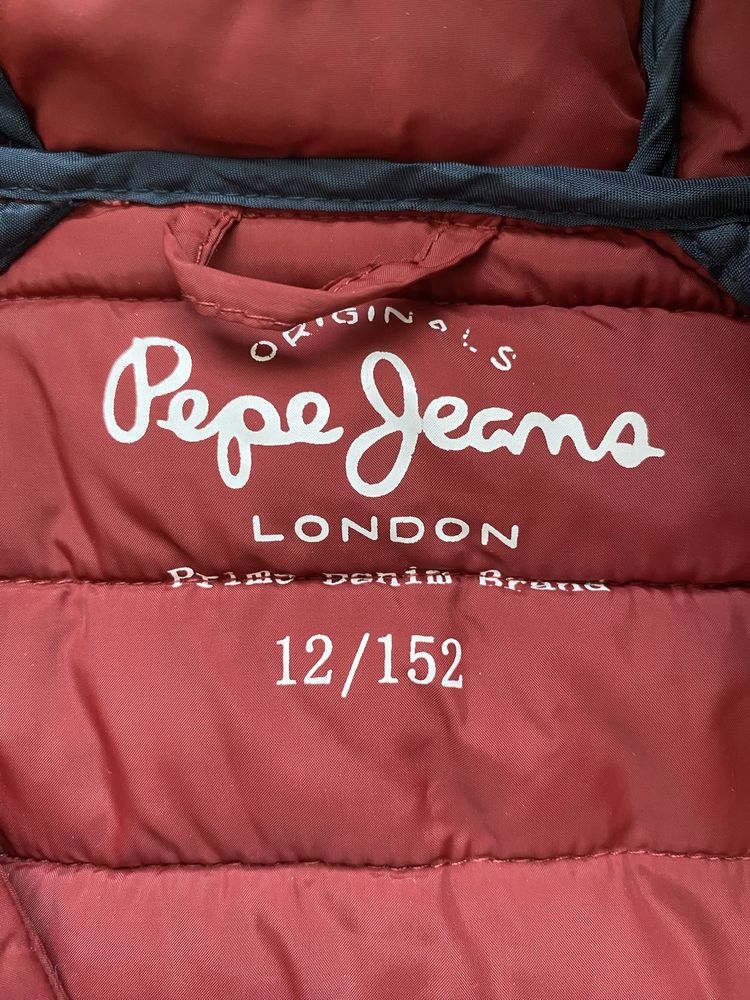 ORIGINALS
Pepe Jeans
LONDON
Prime Denim Brand
12/152